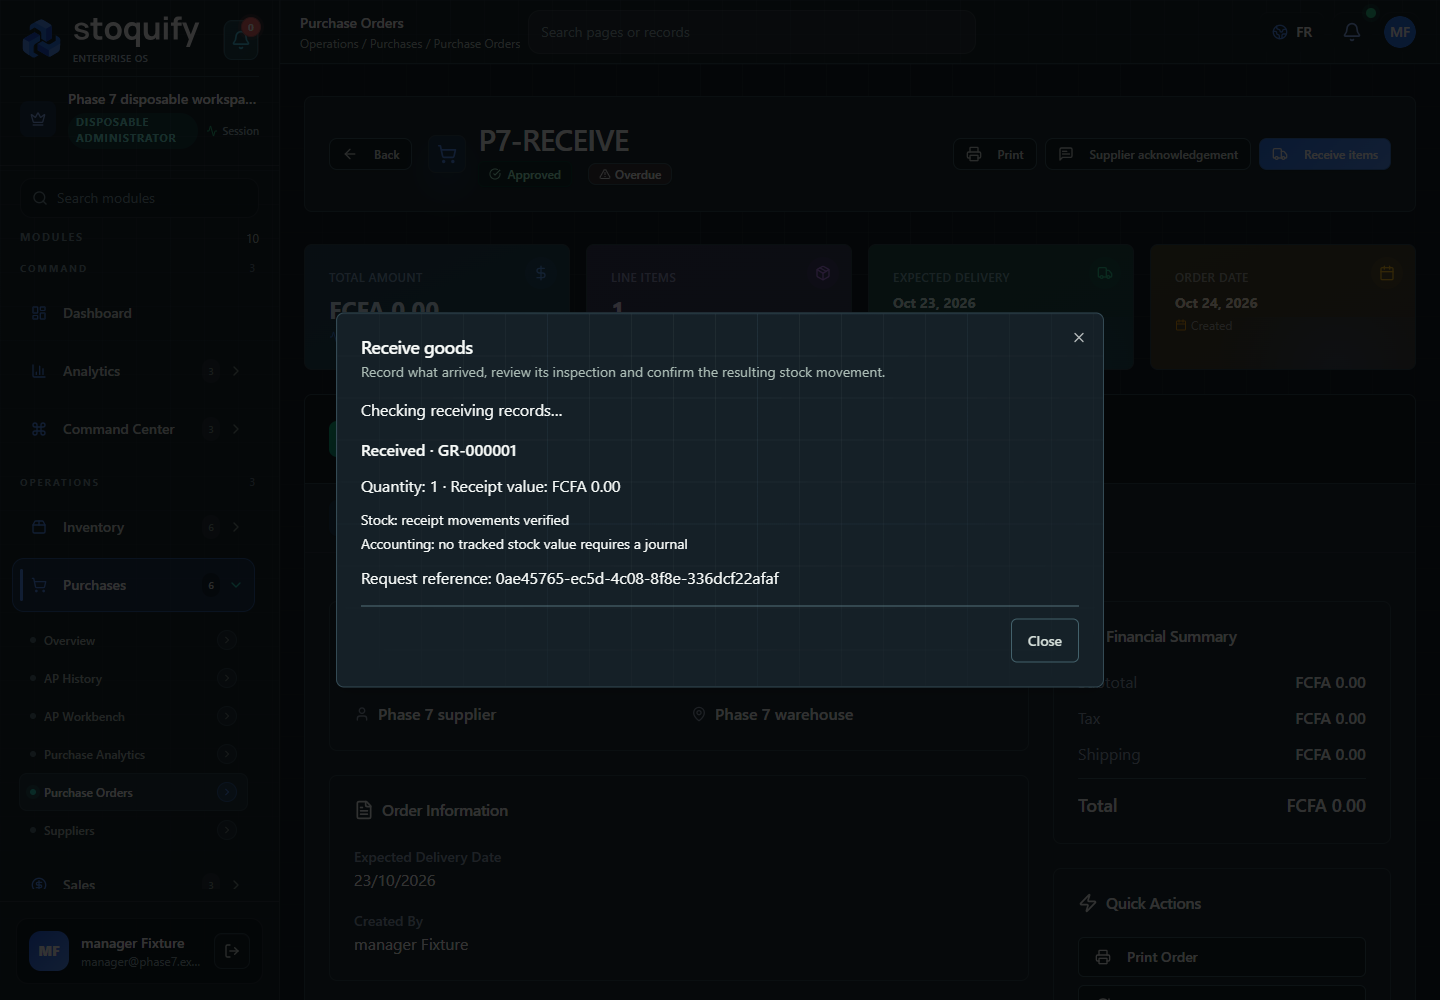 stoquify
ENTERPRISE OS
0
Phase 7 disposable workspa...
DISPOSABLE ADMINISTRATOR
Session
Search modules
MODULES 10
COMMAND 3
Dashboard
Analytics 3
Command Center 3
OPERATIONS 3
Inventory 6
Purchases 6
Overview
AP History
AP Workbench
Purchase Analytics
Purchase Orders
Suppliers
Sales 3
MF
manager Fixture
manager@phase7.ex...
Purchase Orders
Operations / Purchases / Purchase Orders
Search pages or records
FR
MF
Back
P7-RECEIVE
Approved
Overdue
Print
Supplier acknowledgement
Receive items
TOTAL AMOUNT
FCFA 0.00
LINE ITEMS
1
EXPECTED DELIVERY
Oct 23, 2026
ORDER DATE
Oct 24, 2026
Created
Receive goods
Record what arrived, review its inspection and confirm the resulting stock movement.
Checking receiving records...
Received · GR-000001
Quantity: 1 · Receipt value: FCFA 0.00
Stock: receipt movements verified
Accounting: no tracked stock value requires a journal
Request reference: 0ae45765-ec5d-4c08-8f8e-336dcf22afaf
Close
Phase 7 supplier
Phase 7 warehouse
Order Information
Expected Delivery Date
23/10/2026
Created By
manager Fixture
Financial Summary
total FCFA 0.00
Tax FCFA 0.00
Shipping FCFA 0.00
Total FCFA 0.00
Quick Actions
Print Order